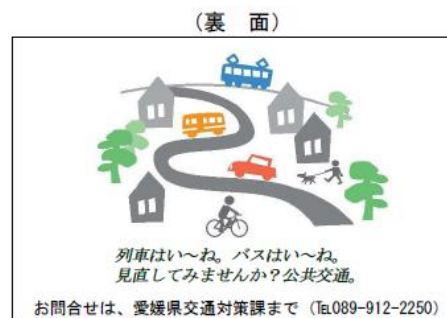 （裏　面）
列車はい～ね。バスはい～ね。
見直してみませんか？公共交通。
お問合せは、愛媛県交通対策課まで（℡089-912-2250）